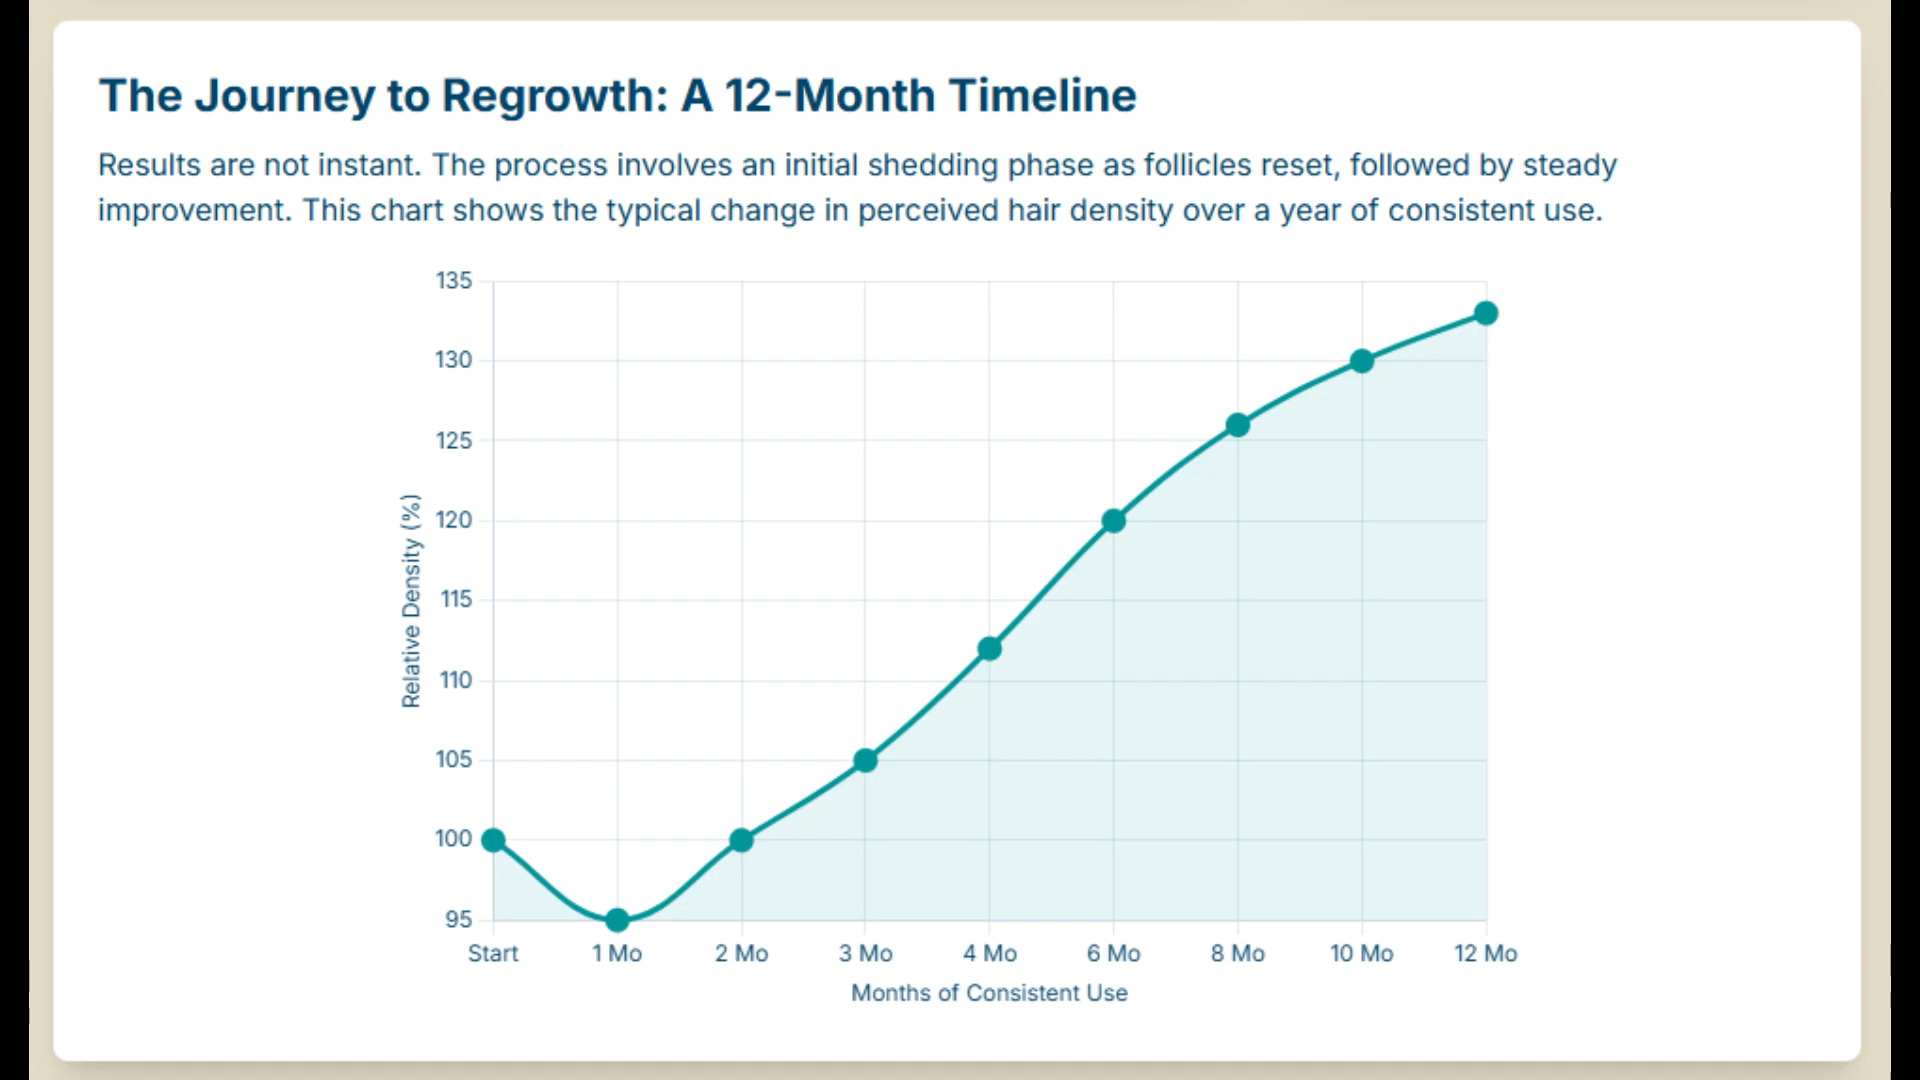 The Journey to Regrowth: A 12-Month Timeline
Results are not instant. The process involves an initial shedding phase as follicles reset, followed by steady
improvement. This chart shows the typical change in perceived hair density over a year of consistent use.
135
130
125
120
115
110
105
100
95
Relative Density (%)
Start 1 Mo 2 Mo 3 Mo 4 Mo 6 Mo 8 Mo 10 Mo 12 Mo
Months of Consistent Use